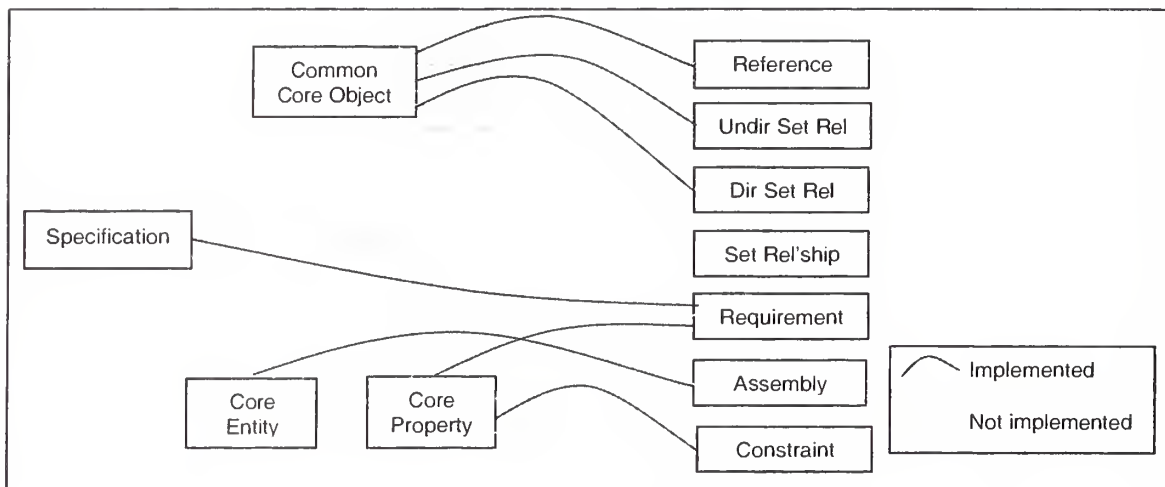 Common
Core Object
Reference
Undir Set Rel
Dir Set Rel
Specification
Set Rel'ship
Requirement
Core
Entity
Core
Property
Assembly
Constraint
Implemented
Not implemented